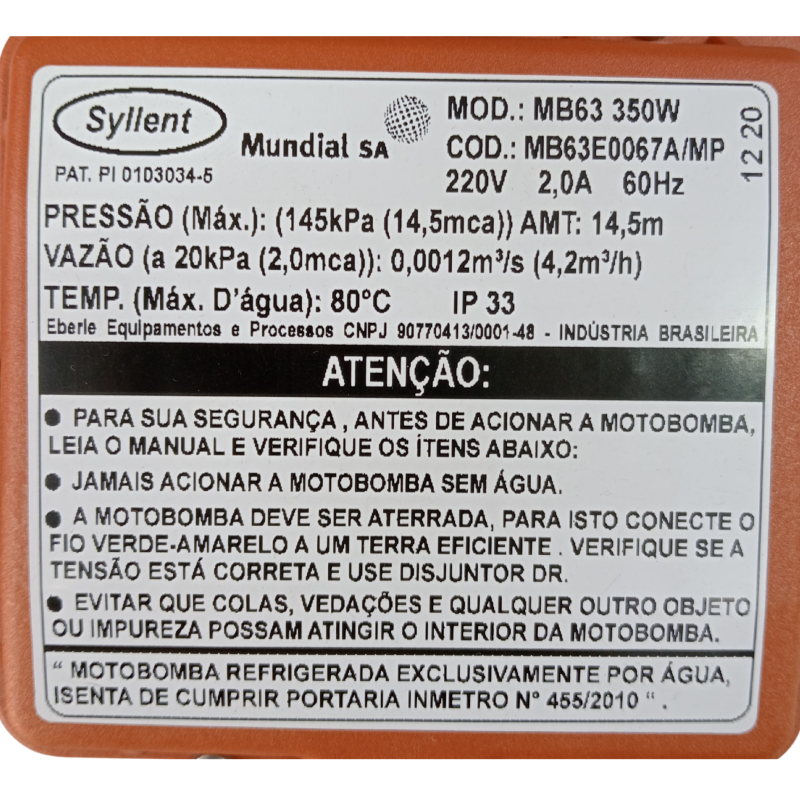 Syllent
PAT. PI 0103034-5
Mundial SA
MOD.: MB63 350W
COD.: MB63E0067A/MP
220V 2,0A 60Hz
12 20
PRESSÃO (Máx.): (145kPa (14,5mca)) AMT: 14,5m
VAZÃO (a 20kPa (2,0mca)): 0,0012m³/s (4,2m³/h)
TEMP. (Máx. D'água): 80°C IP 33
Eberle Equipamentos e Processos CNPJ 90770413/0001-48 - INDÚSTRIA BRASILEIRA
ATENÇÃO:
● PARA SUA SEGURANÇA , ANTES DE ACIONAR A MOTOBOMBA,
LEIA O MANUAL E VERIFIQUE OS ÍTENS ABAIXO:
● JAMAIS ACIONAR A MOTOBOMBA SEM ÁGUA.
● A MOTOBOMBA DEVE SER ATERRADA, PARA ISTO CONECTE O
FIO VERDE-AMARELO A UM TERRA EFICIENTE . VERIFIQUE SE A
TENSÃO ESTÁ CORRETA E USE DISJUNTOR DR.
● EVITAR QUE COLAS, VEDAÇÕES E QUALQUER OUTRO OBJETO
OU IMPUREZA POSSAM ATINGIR O INTERIOR DA MOTOBOMBA.
“ MOTOBOMBA REFRIGERADA EXCLUSIVAMENTE POR ÁGUA,
ISENTA DE CUMPRIR PORTARIA INMETRO N° 455/2010 “ .